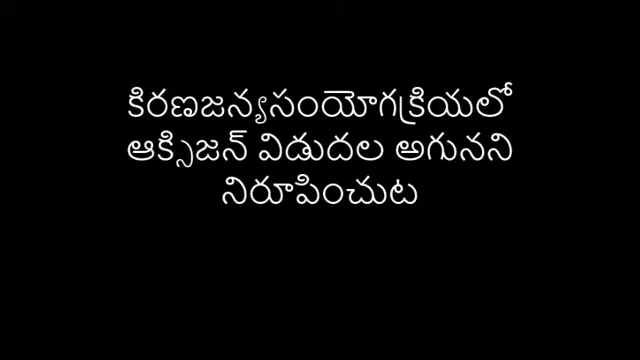 కిరణజన్యసంయోగక్రియలో
ఆక్సిజన్ విడుదల అగునని
నిరూపించుట